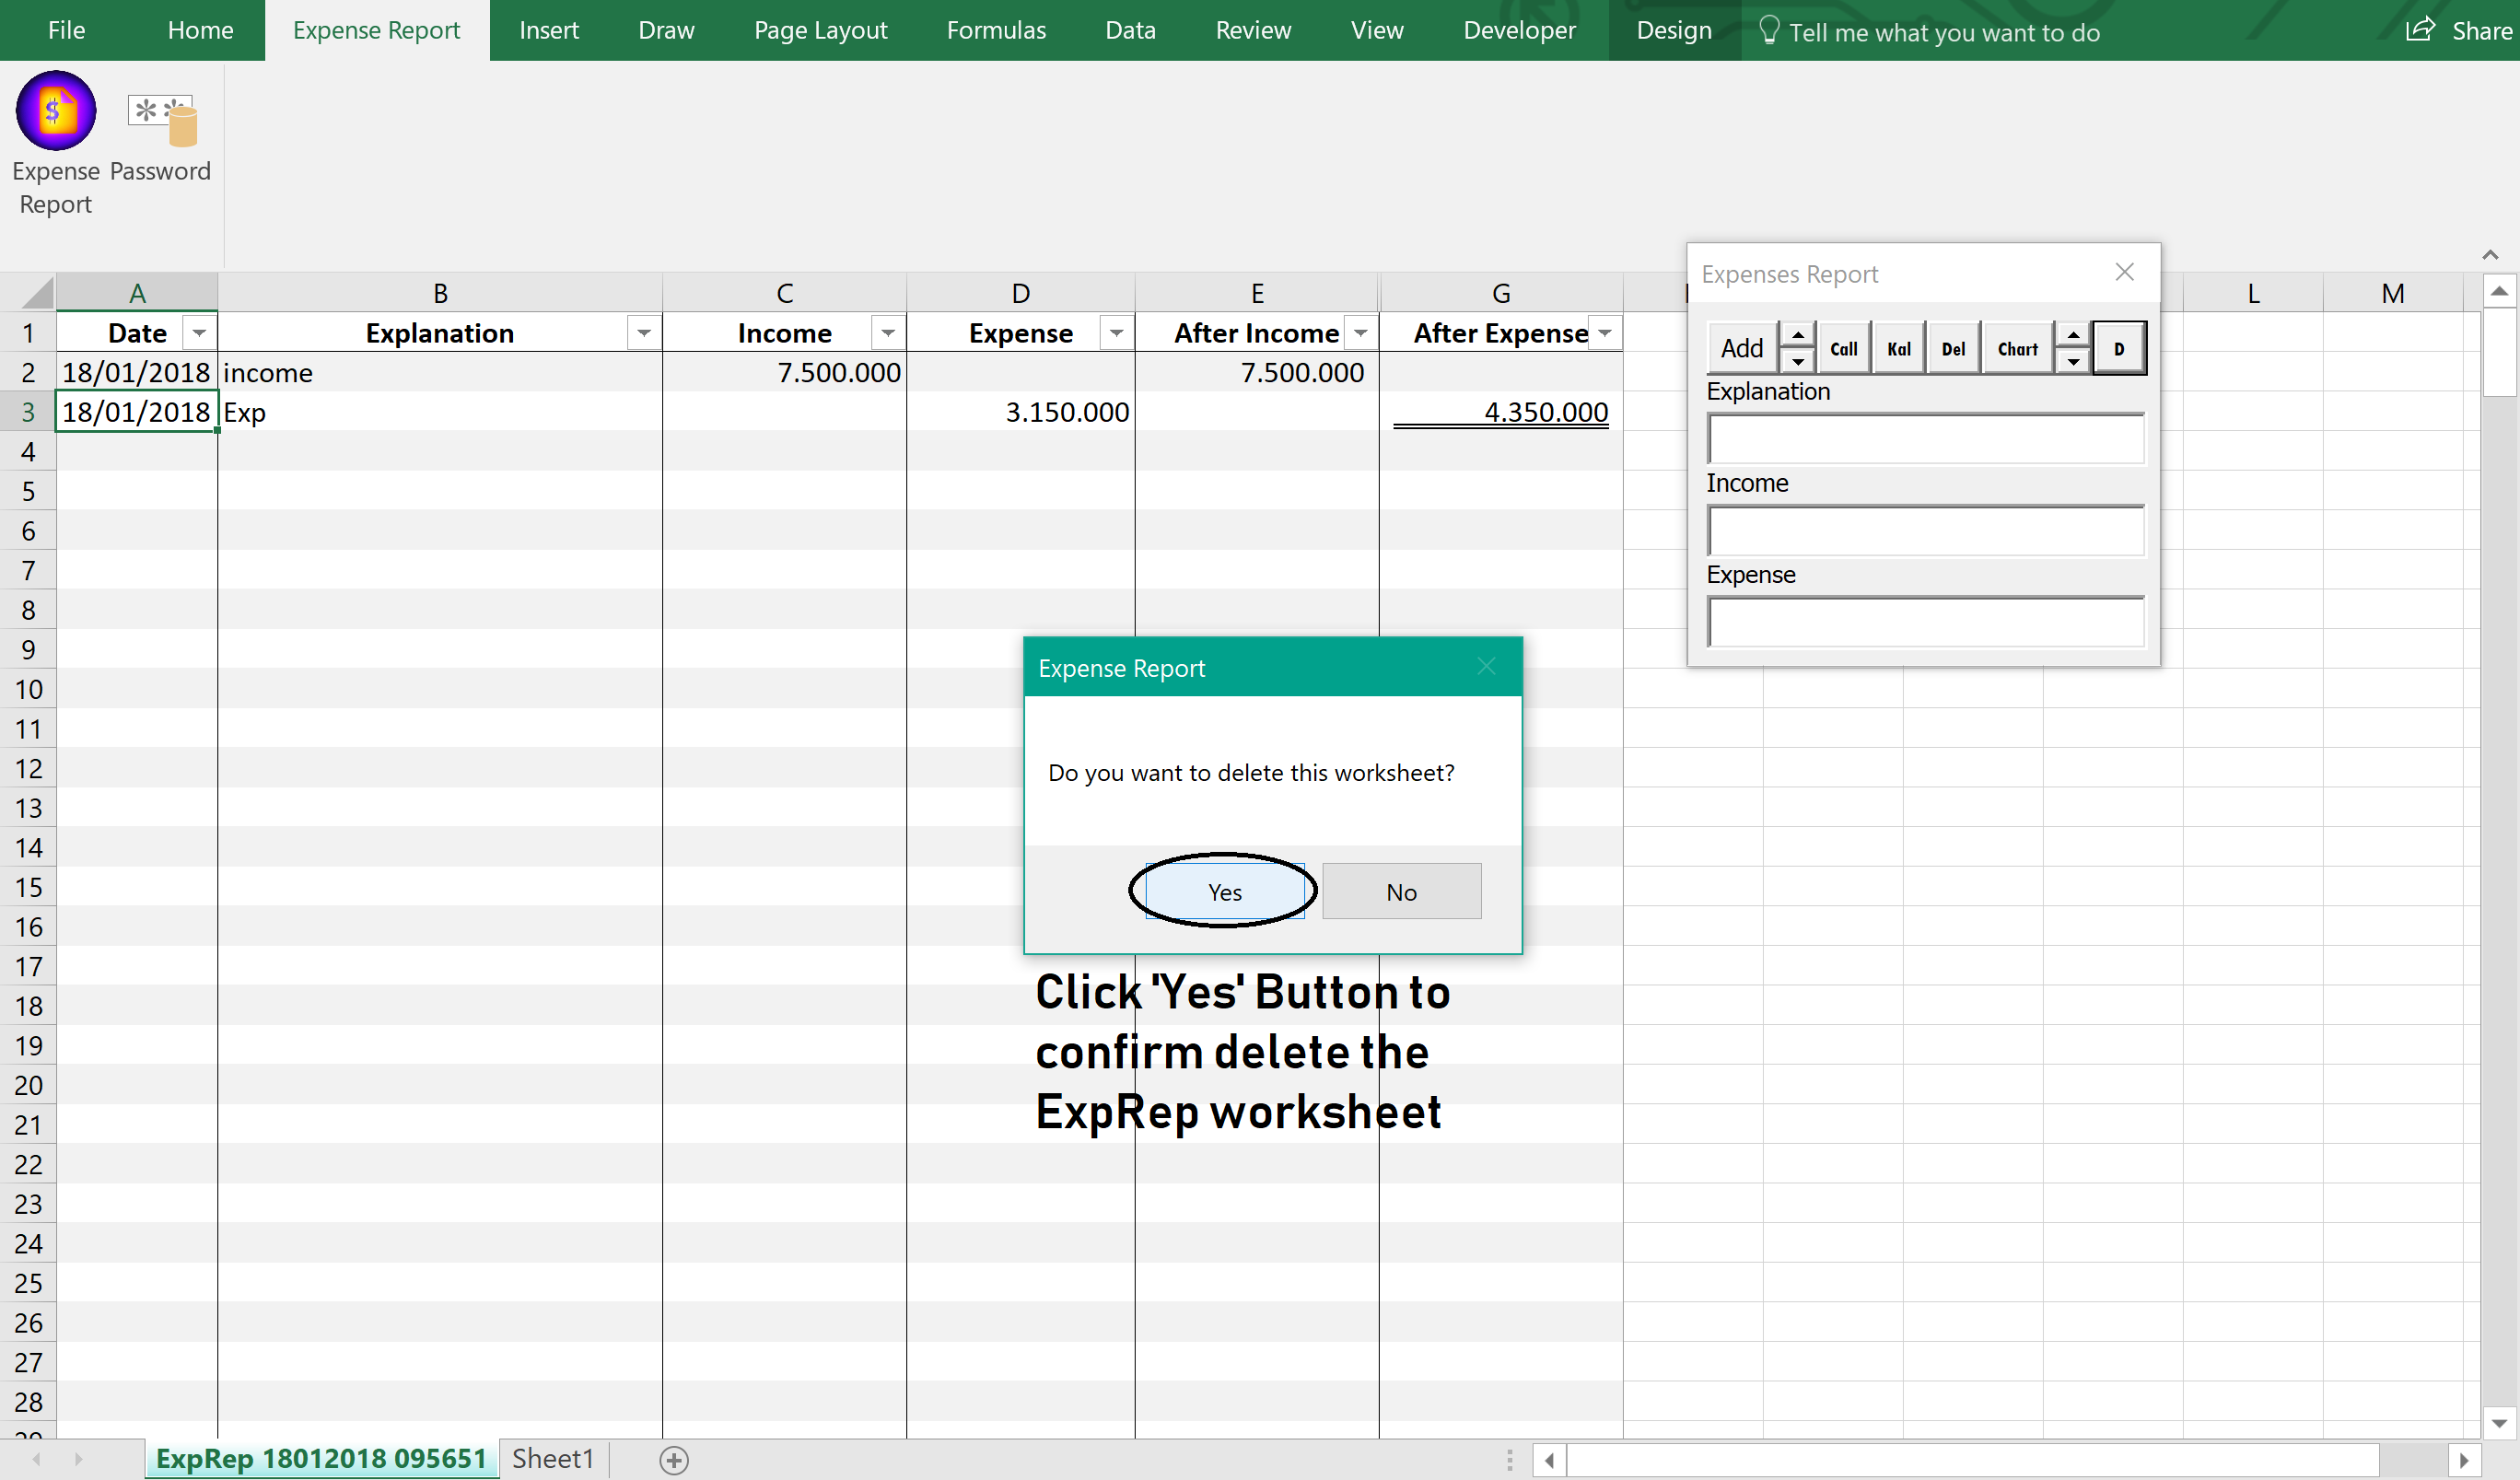 File Home Expense Report Insert Draw Page Layout Formulas Data Review View Developer Design Tell me what you want to do Share
$ **
Expense Password
Report
A B C D E G L M
1 Date Explanation Income Expense After Income After Expense
2 18/01/2018 income 7.500.000 7.500.000
3 18/01/2018 Exp 3.150.000 4.350.000
4
5
6
7
8
9
10
11
12
13
14
15
16
17
18
19
20
21
22
23
24
25
26
27
28
Expenses Report
Add Call Kal Del Chart D
Explanation
Income
Expense
Expense Report
Do you want to delete this worksheet?
Yes No
Click 'Yes' Button to
confirm delete the
ExpRep worksheet
ExpRep 18012018 095651 Sheet1